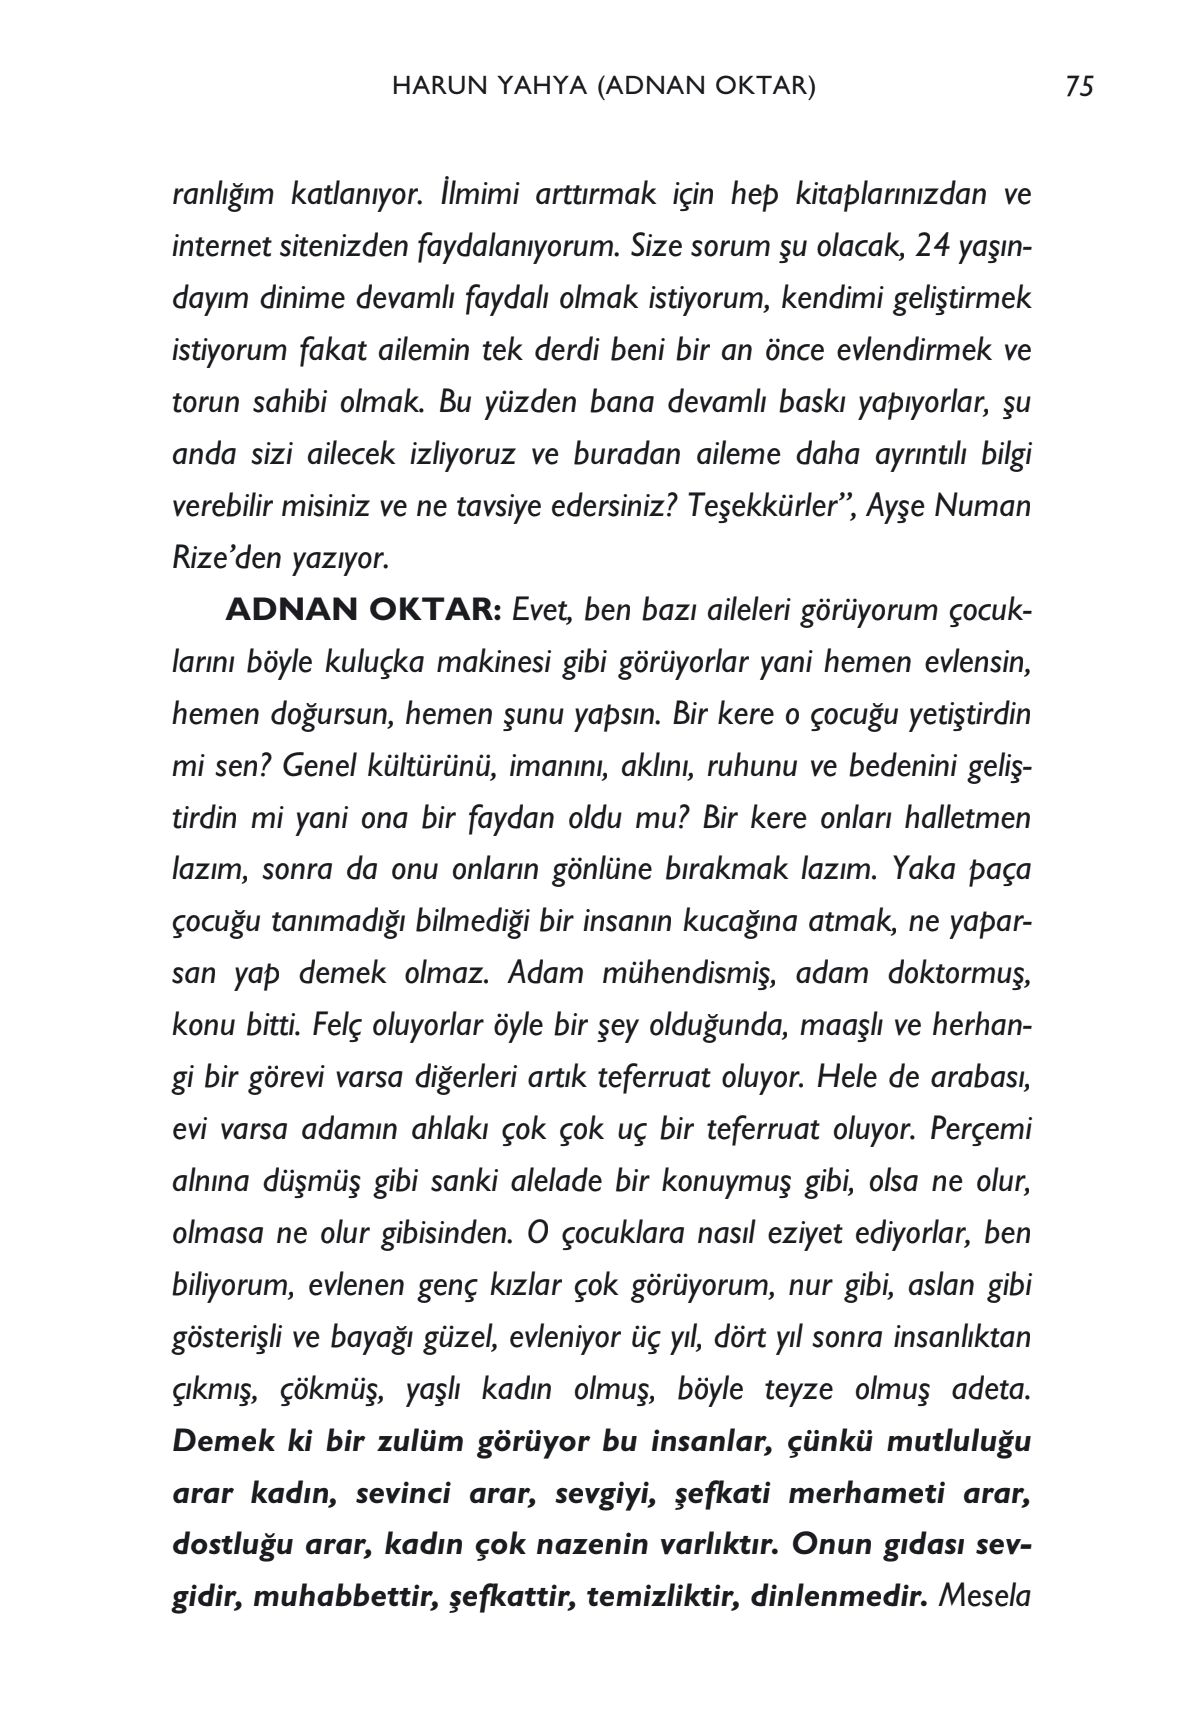 HARUN YAHYA (ADNAN OKTAR)
75
ranlığım katlanıyor. İlmimi arttırmak için hep kitaplarınızdan ve
internet sitenizden faydalanıyorum. Size sorum şu olacak, 24 yaşın-
dayım dinime devamlı faydalı olmak istiyorum, kendimi geliştirmek
istiyorum fakat ailemin tek derdi beni bir an önce evlendirmek ve
torun sahibi olmak. Bu yüzden bana devamlı baskı yapıyorlar, şu
anda sizi ailecek izliyoruz ve buradan aileme daha ayrıntılı bilgi
verebilir misiniz ve ne tavsiye edersiniz? Teşekkürler”, Ayşe Numan
Rize’den yazıyor.
ADNAN OKTAR: Evet, ben bazı aileleri görüyorum çocuk-
larını böyle kuluçka makinesi gibi görüyorlar yani hemen evlensin,
hemen doğursun, hemen şunu yapsın. Bir kere o çocuğu yetiştirdin
mi sen? Genel kültürünü, imanını, aklını, ruhunu ve bedenini geliş-
tirdin mi yani ona bir faydan oldu mu? Bir kere onları halletmen
lazım, sonra da onu onların gönlüne bırakmak lazım. Yaka paça
çocuğu tanımadığı bilmediği bir insanın kucağına atmak, ne yapar-
san yap demek olmaz. Adam mühendismiş, adam doktormuş,
konu bitti. Felç oluyorlar öyle bir şey olduğunda, maaşlı ve herhan-
gi bir görevi varsa diğerleri artık teferruat oluyor. Hele de arabası,
evi varsa adamın ahlakı çok çok uç bir teferruat oluyor. Perçemi
alnına düşmüş gibi sanki alelade bir konuymuş gibi, olsa ne olur,
olmasa ne olur gibisinden. O çocuklara nasıl eziyet ediyorlar, ben
biliyorum, evlenen genç kızlar çok görüyorum, nur gibi, aslan gibi
gösterişli ve bayağı güzel, evleniyor üç yıl, dört yıl sonra insanlıktan
çıkmış, çökmüş, yaşlı kadın olmuş, böyle teyze olmuş adeta.
Demek ki bir zulüm görüyor bu insanlar, çünkü mutluluğu
arar kadın, sevinci arar, sevgiyi, şefkati merhameti arar,
dostluğu arar, kadın çok nazenin varlıktır. Onun gıdası sev-
gidir, muhabbettir, şefkattir, temizliktir, dinlenmedir. Mesela